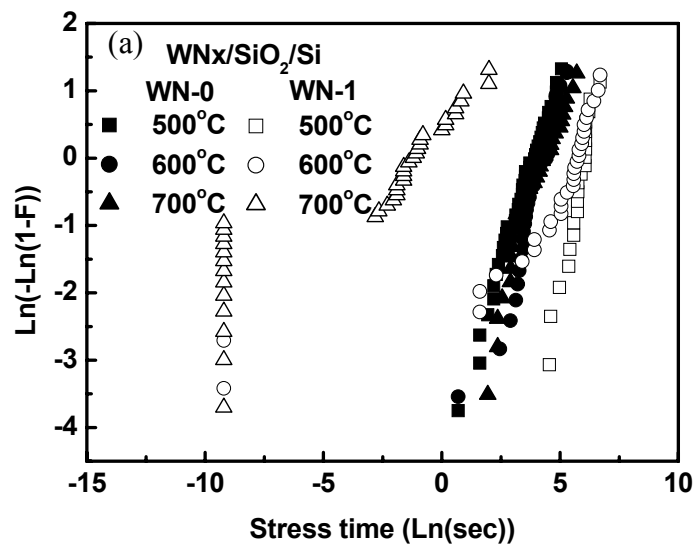 (a)
WNx/SiO₂/Si
WN-0 WN-1
500°C 500°C
600°C 600°C
700°C 700°C
Ln(-Ln(1-F))
2
1
0
-1
-2
-3
-4
-15 -10 -5 0 5 10
Stress time (Ln(sec))